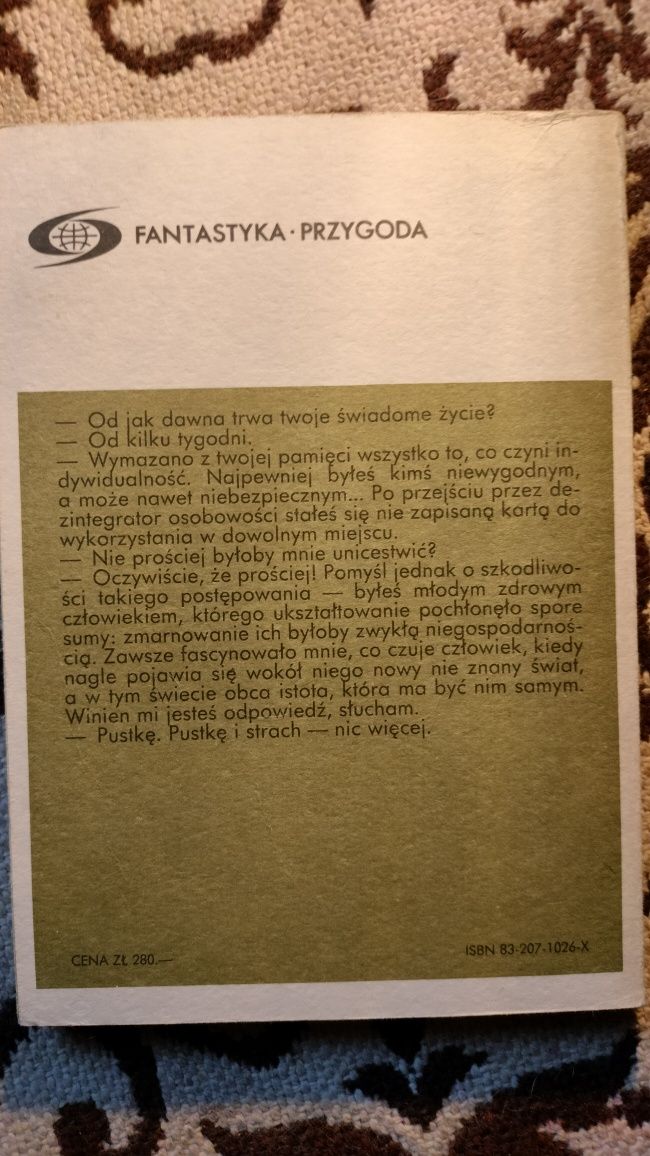 FANTASTYKA · PRZYGODA
— Od jak dawna trwa twoje świadome życie?
— Od kilku tygodni.
— Wymazano z twojej pamięci wszystko to, co czyni in-
dywidualność. Najpewniej byłeś kimś niewygodnym,
a może nawet niebezpiecznym... Po przejściu przez de-
zintegrator osobowości stałeś się nie zapisaną kartą do
wykorzystania w dowolnym miejscu.
— Nie prościej byłoby mnie unicestwić?
— Oczywiście, że prościej! Pomyśl jednak o szkodliwo-
ści takiego postępowania — byłeś młodym zdrowym
człowiekiem, którego ukształtowanie pochłonęło spore
sumy: zmarnowanie ich byłoby zwykłą niegospodarnoś-
cią. Zawsze fascynowało mnie, co czuje człowiek, kiedy
nagle pojawia się wokół niego nowy nie znany świat,
a w tym świecie obca istota, która ma być nim samym.
Winien mi jesteś odpowiedź, słucham.
— Pustkę. Pustkę i strach — nic więcej.
CENA ZŁ 280.—
ISBN 83-207-1026-X